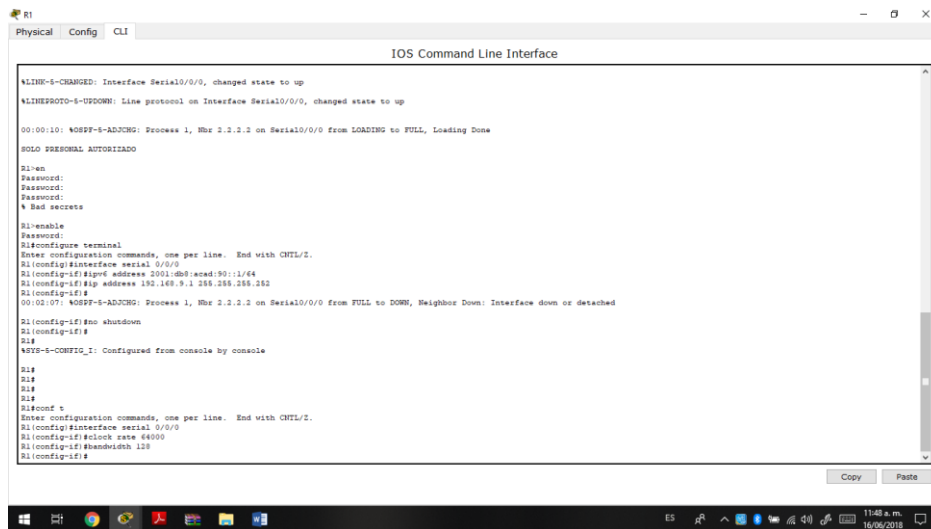 R1
Physical Config CLI
IOS Command Line Interface
%LINK-5-CHANGED: Interface Serial0/0/0, changed state to up
%LINEPROTO-5-UPDOWN: Line protocol on Interface Serial0/0/0, changed state to up
00:00:10: %OSPF-5-ADJCHG: Process 1, Nbr 2.2.2.2 on Serial0/0/0 from LOADING to FULL, Loading Done
SOLO PRESONAL AUTORIZADO
R1>en
Password:
Password:
Password:
% Bad secrets
R1>enable
Password:
R1#configure terminal
Enter configuration commands, one per line. End with CNTL/Z.
R1(config)#interface serial 0/0/0
R1(config-if)#ipv6 address 2001:db8:acad:90::1/64
R1(config-if)#ip address 192.168.9.1 255.255.255.252
R1(config-if)#
00:02:07: %OSPF-5-ADJCHG: Process 1, Nbr 2.2.2.2 on Serial0/0/0 from FULL to DOWN, Neighbor Down: Interface down or detached
R1(config-if)#no shutdown
R1(config-if)#
R1#
%SYS-5-CONFIG_I: Configured from console by console
R1#
R1#
R1#
R1#
R1#conf t
Enter configuration commands, one per line. End with CNTL/Z.
R1(config)#interface serial 0/0/0
R1(config-if)#clock rate 64000
R1(config-if)#bandwidth 128
R1(config-if)#
Copy Paste
ES
11:48 a. m.
16/06/2018